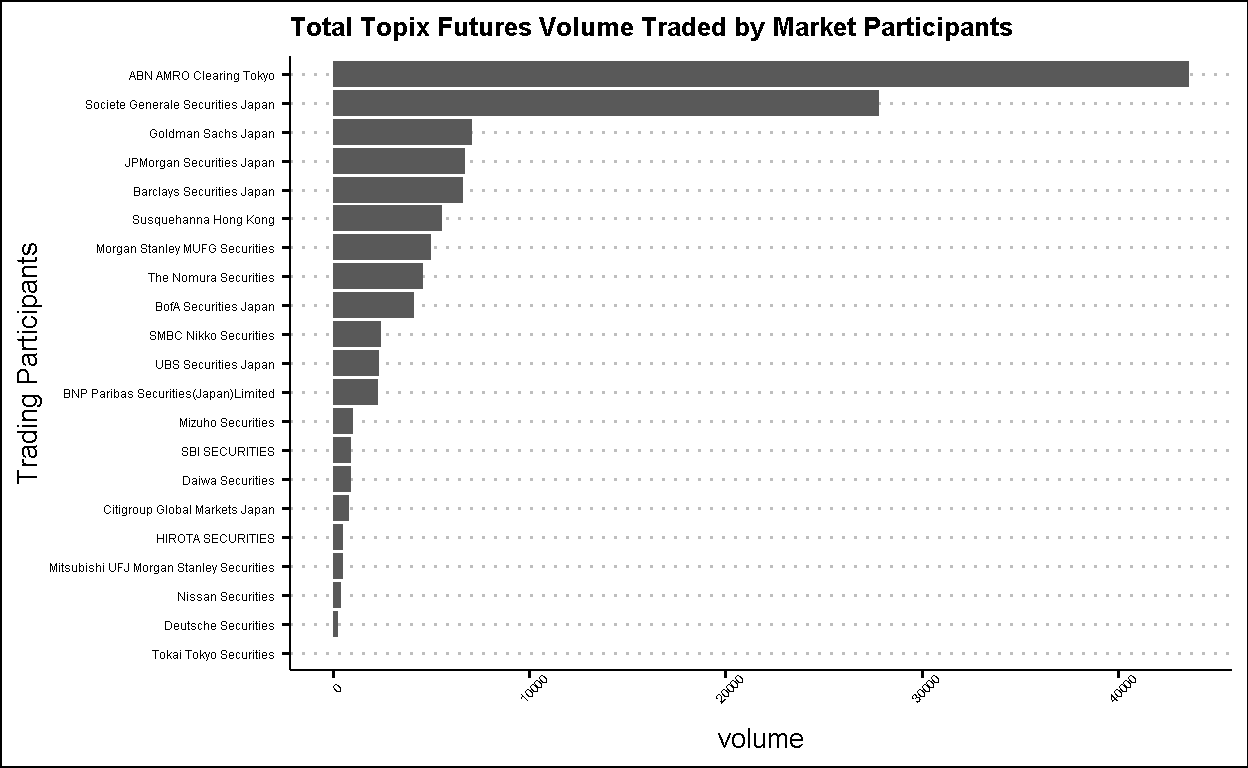 Total Topix Futures Volume Traded by Market Participants
Trading Participants
ABN AMRO Clearing Tokyo
Societe Generale Securities Japan
Goldman Sachs Japan
JPMorgan Securities Japan
Barclays Securities Japan
Susquehanna Hong Kong
Morgan Stanley MUFG Securities
The Nomura Securities
BofA Securities Japan
SMBC Nikko Securities
UBS Securities Japan
BNP Paribas Securities(Japan)Limited
Mizuho Securities
SBI SECURITIES
Daiwa Securities
Citigroup Global Markets Japan
HIROTA SECURITIES
Mitsubishi UFJ Morgan Stanley Securities
Nissan Securities
Deutsche Securities
Tokai Tokyo Securities
0
10000
20000
30000
40000
volume